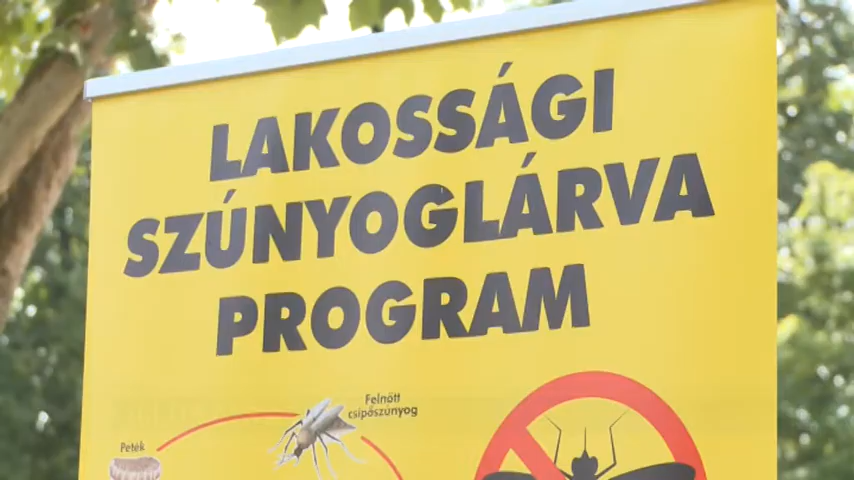 LAKOSSÁGI
SZÚNYOGLÁRVA
PROGRAM
Felnőtt
csípőszúnyog
Peték